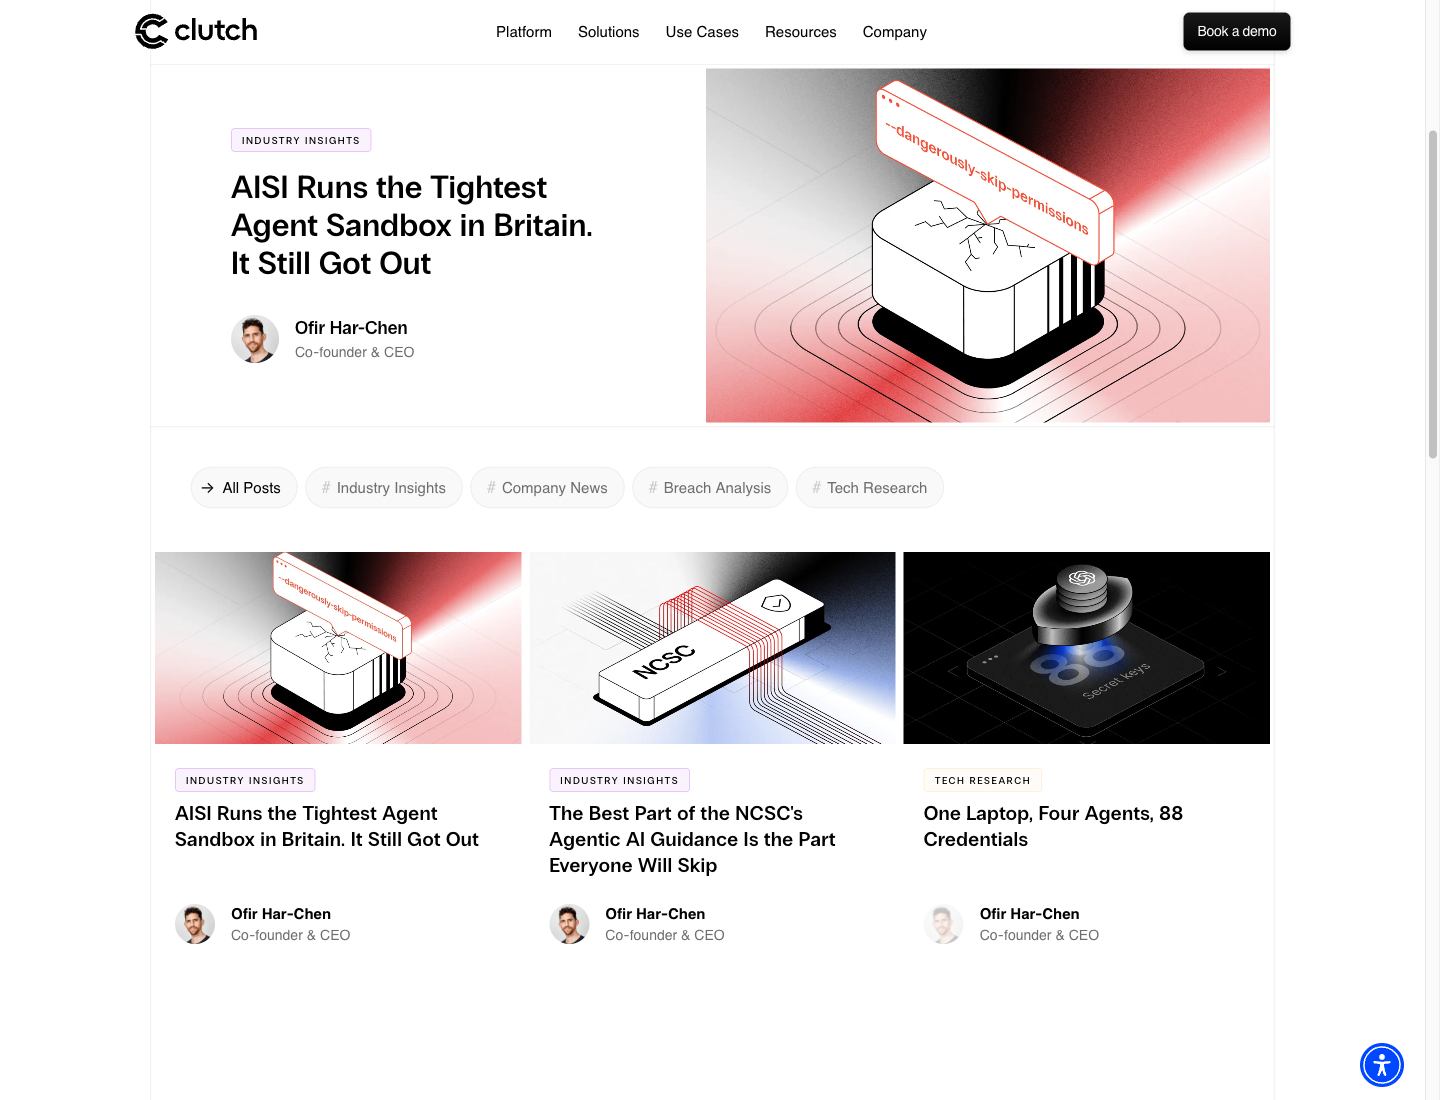 clutch
Platform
Solutions
Use Cases
Resources
Company
Book a demo
INDUSTRY INSIGHTS
AISI Runs the Tightest
Agent Sandbox in Britain.
It Still Got Out
Ofir Har-Chen
Co-founder & CEO
--dangerously-skip-permissions
→ All Posts
# Industry Insights
# Company News
# Breach Analysis
# Tech Research
--dangerously-skip-permissions
INDUSTRY INSIGHTS
AISI Runs the Tightest Agent
Sandbox in Britain. It Still Got Out
Ofir Har-Chen
Co-founder & CEO
NCSC
INDUSTRY INSIGHTS
The Best Part of the NCSC's
Agentic AI Guidance Is the Part
Everyone Will Skip
Ofir Har-Chen
Co-founder & CEO
88
Secret keys
TECH RESEARCH
One Laptop, Four Agents, 88
Credentials
Ofir Har-Chen
Co-founder & CEO